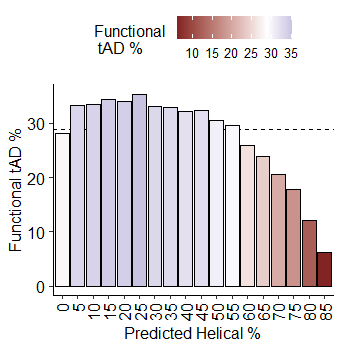 Functional
tAD %
10 15 20 25 30 35
Functional tAD %
30
20
10
0
0 5 10 15 20 25 30 35 40 45 50 55 60 65 70 75 80 85
Predicted Helical %